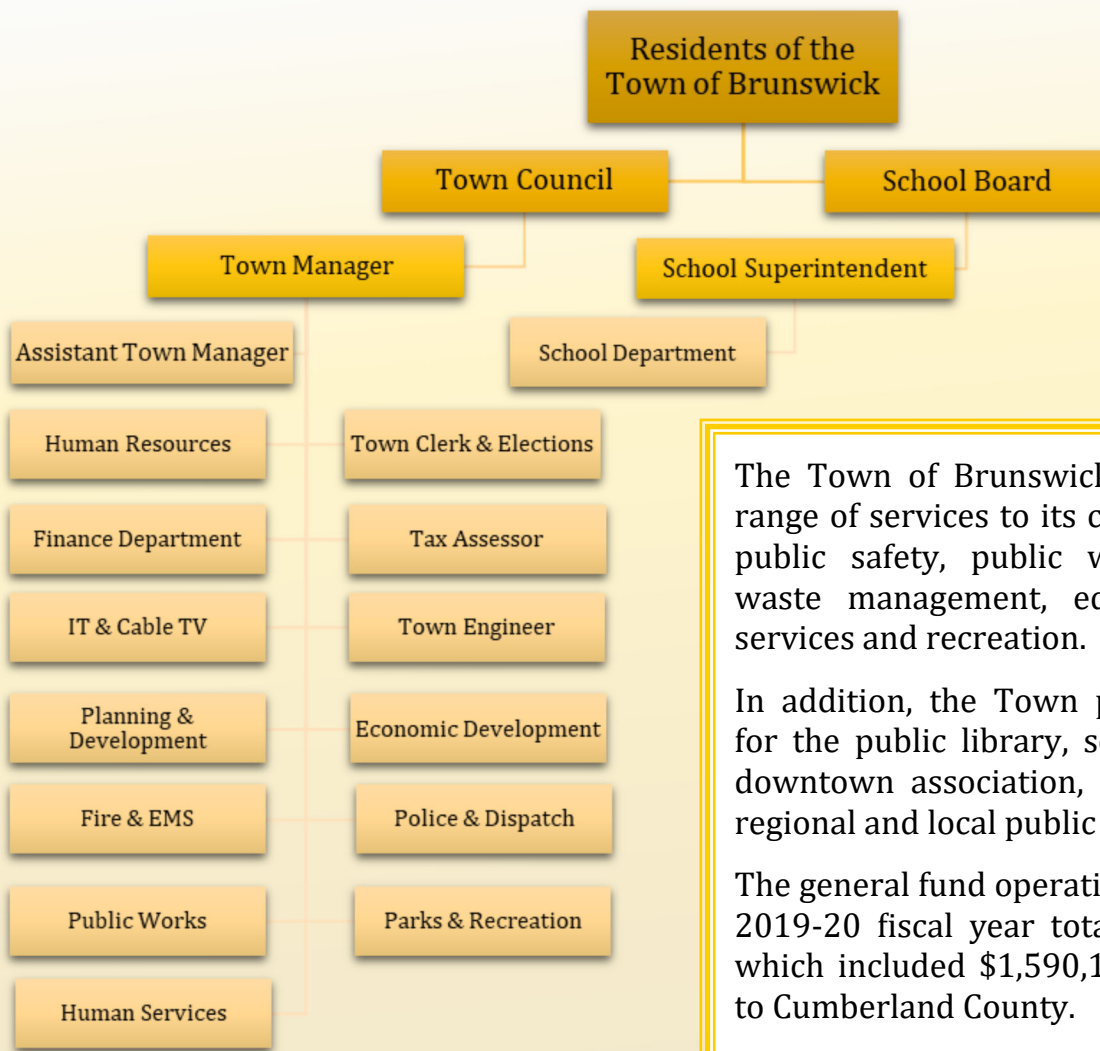 Residents of the
Town of Brunswick
Town Council
School Board
Town Manager
School Superintendent
Assistant Town Manager
School Department
Human Resources
Town Clerk & Elections
Finance Department
Tax Assessor
IT & Cable TV
Town Engineer
Planning &
Development
Economic Development
Fire & EMS
Police & Dispatch
Public Works
Parks & Recreation
Human Services
The Town of Brunswick
range of services to its
public safety, public
waste management,
services and recreation.
In addition, the Town
for the public library,
downtown association,
regional and local public
The general fund
2019-20 fiscal year
which included $1,590,1
to Cumberland County.